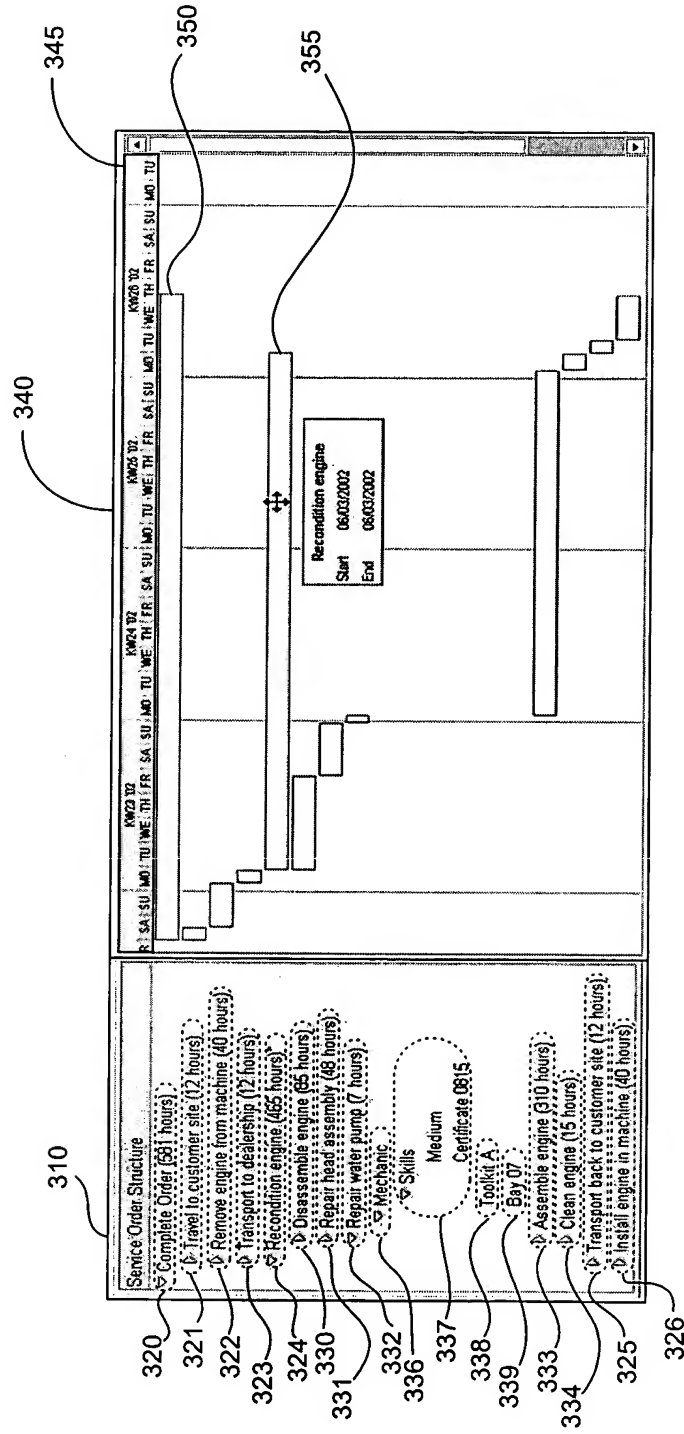 310
340
345
350
355
Service Order Structure
KW23 '02 KW24 '02 KW25 '02 KW26 '02
R SA SU MO TU WE TH FR SA SU MO TU WE TH FR SA SU MO TU WE TH FR SA SU MO TU WE TH FR SA SU MO TU
320 Complete Order (581 hours)
321 Travel to customer site (12 hours)
322 Remove engine from machine (40 hours)
323 Transport to dealership (12 hours)
324 Recondition engine (465 hours)
330 Disassemble engine (85 hours)
331 Repair head assembly (48 hours)
332 Repair water pump (7 hours)
336 Mechanic
Skills
337 Medium
Certificate 0815
338 Toolkit A
339 Bay 07
333 Assemble engine (310 hours)
334 Clean engine (15 hours)
325 Transport back to customer site (12 hours)
326 Install engine in machine (40 hours)
Recondition engine
Start 06/03/2002
End 06/03/2002